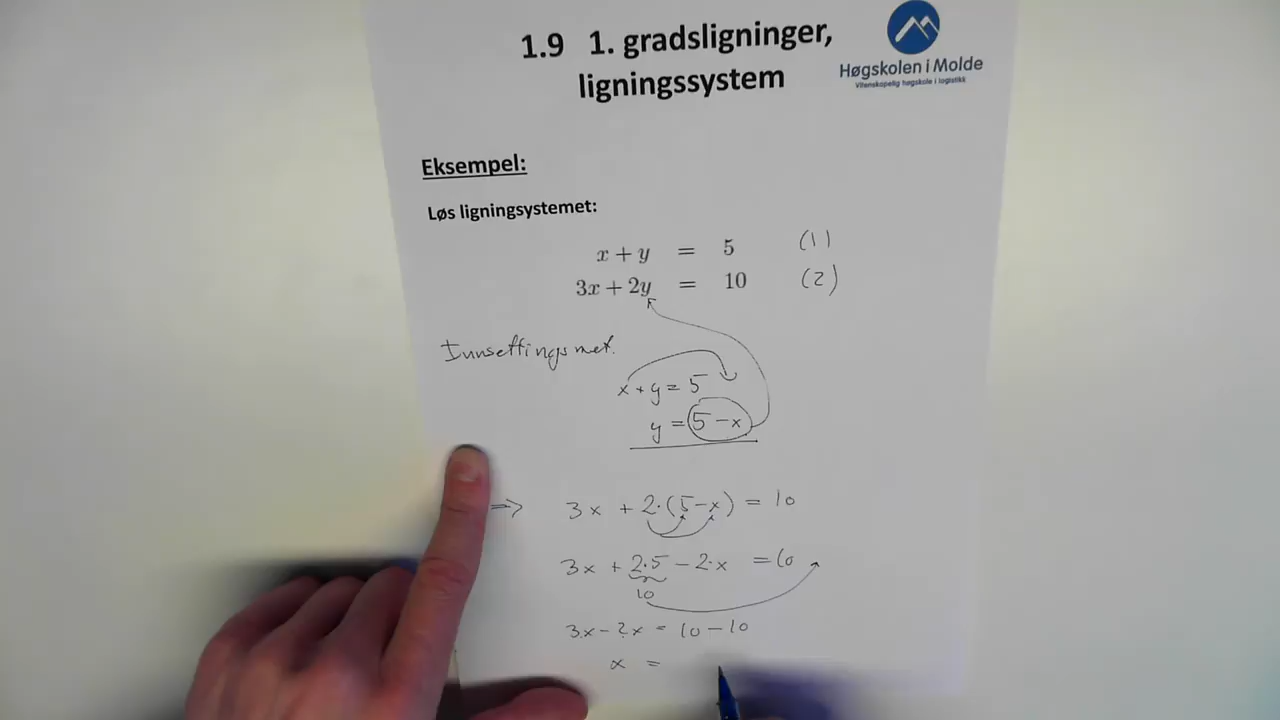 1.9 1. gradsligninger,
ligningssystem
Høgskolen i Molde
Vitenskapelig høgskole i logistikk
Eksempel:
Løs ligningsystemet:
x + y = 5 (1)
3x + 2y = 10 (2)
Innsettingsmet.
x + y = 5
y = 5 - x
=> 3x + 2·(5-x) = 10
3x + 2·5 - 2·x = 10
10
3x - 2x = 10 - 10
x =